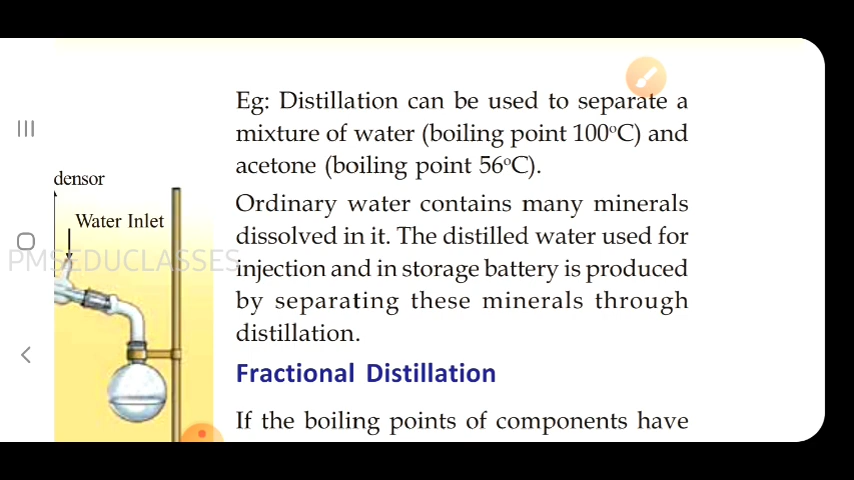 Eg: Distillation can be used to separate a
mixture of water (boiling point 100°C) and
acetone (boiling point 56°C).
densor
Water Inlet
Ordinary water contains many minerals
dissolved in it. The distilled water used for
PMSEDUCLASSES
injection and in storage battery is produced
by separating these minerals through
distillation.
Fractional Distillation
If the boiling points of components have